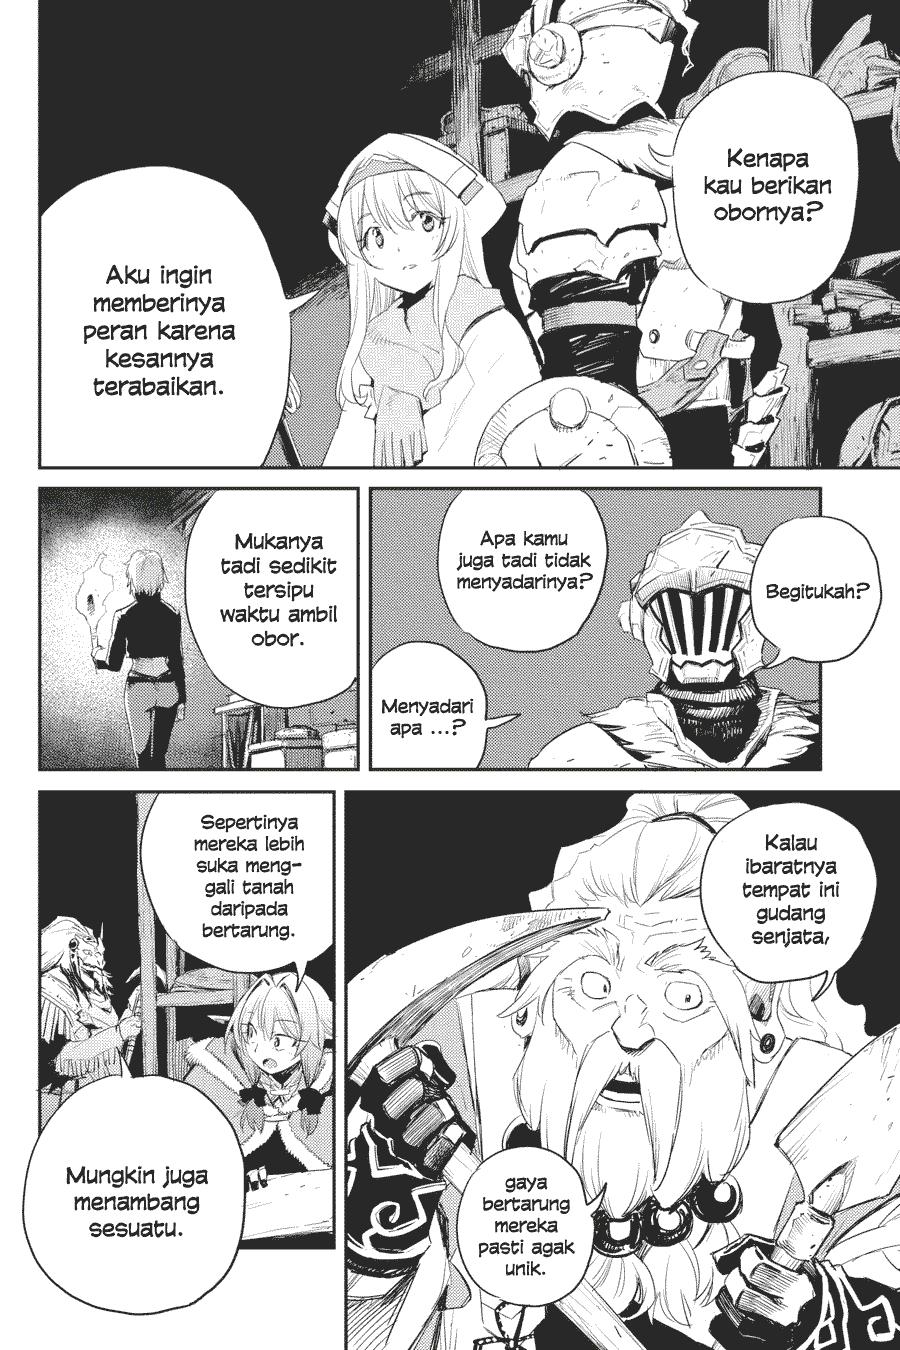 Kenapa
kau berikan
obornya?
Aku ingin
memberinya
peran karena
kesannya
terabaikan.
Begitukah?
Apa kamu
juga tadi tidak
menyadarinya?
Menyadari
apa ...?
Mukanya
tadi sedikit
tersipu
waktu ambil
obor.
Kalau
ibaratnya
tempat ini
gudang
senjata,
gaya
bertarung
mereka
pasti agak
unik.
Sepertinya
mereka lebih
suka meng-
gali tanah
daripada
bertarung.
Mungkin juga
menambang
sesuatu.